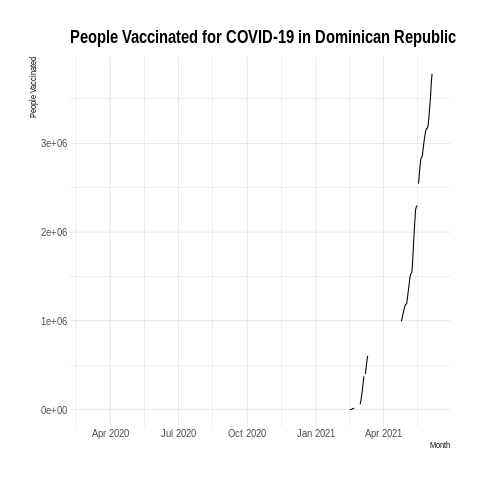 People Vaccinated for COVID-19 in Dominican Republic
People Vaccinated
3e+06
2e+06
1e+06
0e+00
Apr 2020 Jul 2020 Oct 2020 Jan 2021 Apr 2021
Month